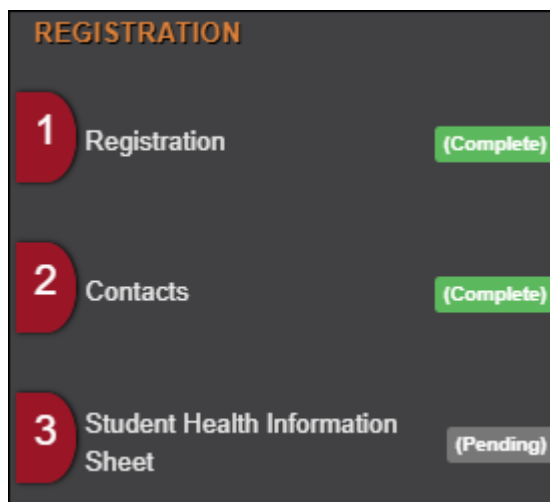 REGISTRATION
1 Registration (Complete)
2 Contacts (Complete)
3 Student Health Information
Sheet (Pending)